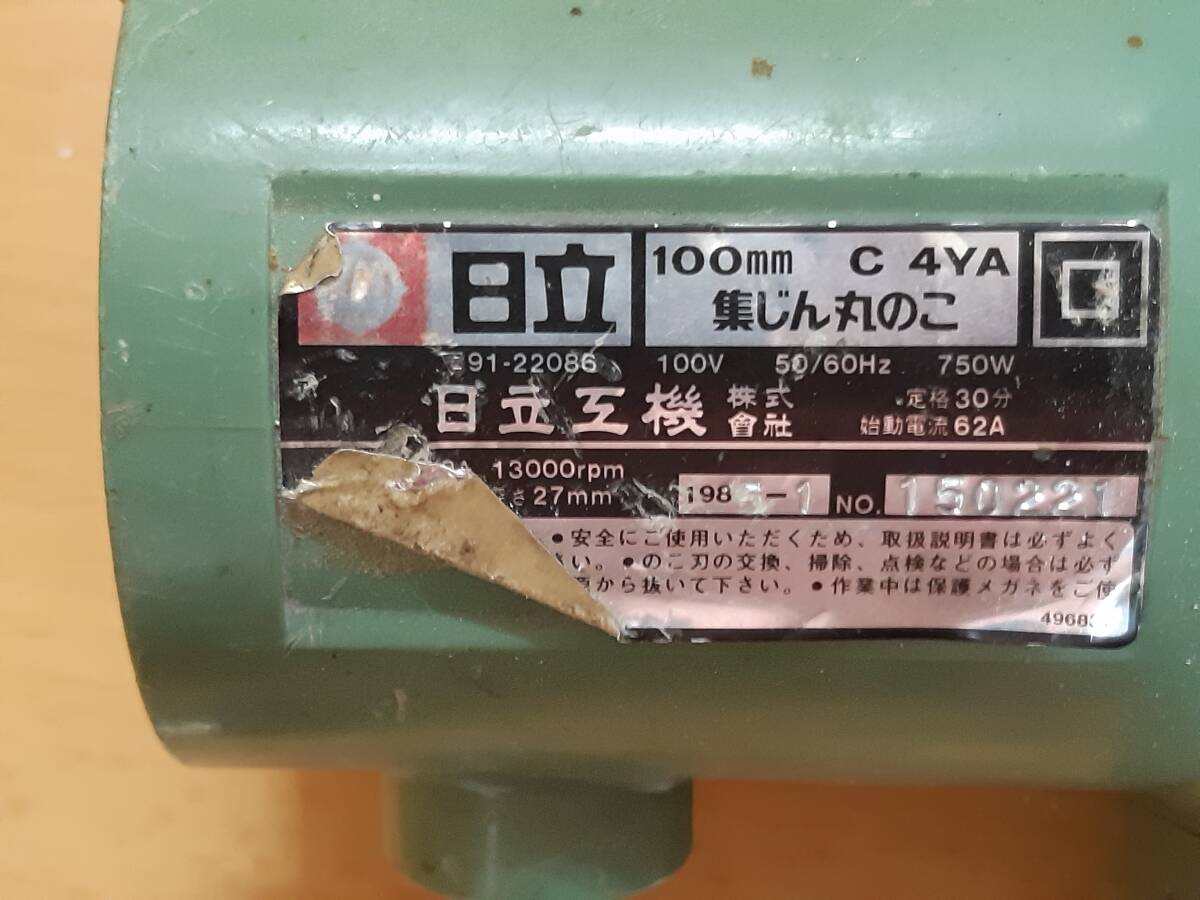 日立
100mm C 4YA
集じん丸のこ
91-22086 100V 50/60Hz 750W
日立工機 株式會社
定格30分
始動電流62A
13000rpm
さ27mm
198 -1 NO. 150221
●安全にご使用いただくため、取扱説明書は必ずよく
い。●のこ刃の交換、掃除、点検などの場合は必ず
から抜いて下さい。●作業中は保護メガネをご使
4968